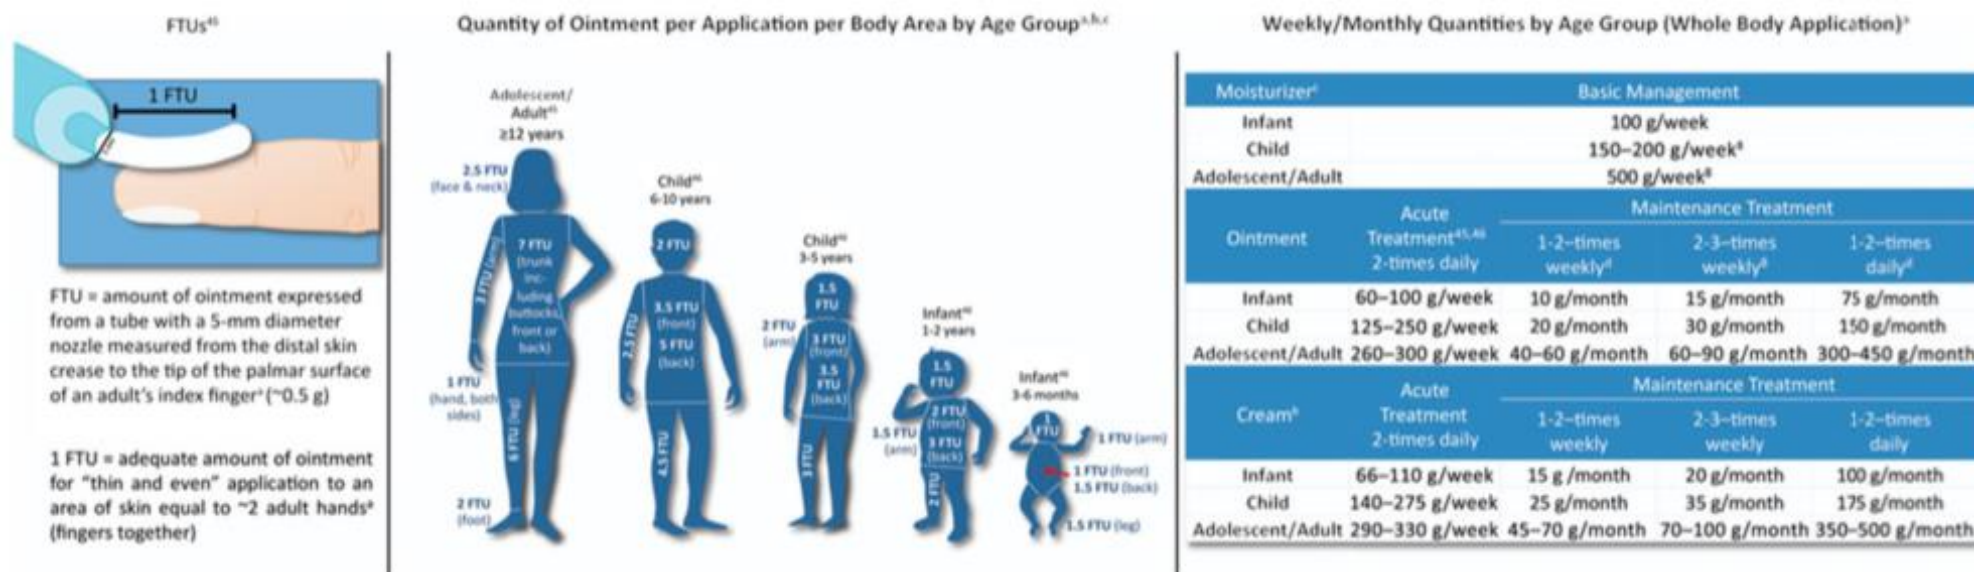 FTUs⁴⁵
1 FTU
FTU = amount of ointment expressed
from a tube with a 5-mm diameter
nozzle measured from the distal skin
crease to the tip of the palmar surface
of an adult's index finger (~0.5 g)
1 FTU = adequate amount of ointment
for "thin and even" application to an
area of skin equal to ~2 adult hands
(fingers together)
Quantity of Ointment per Application per Body Area by Age Group a,b,c
Adolescent/
Adult⁴⁵
≥12 years
2.5 FTU
(face & neck)
3 FTU (arm)
7 FTU
(trunk
inc-
luding
buttocks,
front or
back)
1 FTU
(hand, both
sides)
6 FTU (leg)
2 FTU
(foot)
Child
6-10 years
2 FTU
3.5 FTU
(front)
5 FTU
(back)
2.5 FTU
4.5 FTU
Child
3-5 years
1.5
FTU
2 FTU
(arm)
3 FTU
(front)
3.5
FTU
(back)
3 FTU
Infant
1-2 years
1.5
FTU
2 FTU
(front)
3 FTU
(back)
1.5 FTU
(arm)
2 FTU
Infant
3-6 months
1
FTU
1 FTU (arm)
1 FTU (front)
1.5 FTU (back)
1.5 FTU (leg)
Weekly/Monthly Quantities by Age Group (Whole Body Application)
Moisturizer Basic Management
Infant 100 g/week
Child 150–200 g/week
Adolescent/Adult 500 g/week
Maintenance Treatment
Ointment Acute Treatment 2-times daily 1-2–times weekly 2-3–times weekly 1-2–times daily
Infant 60–100 g/week 10 g/month 15 g/month 75 g/month
Child 125–250 g/week 20 g/month 30 g/month 150 g/month
Adolescent/Adult 260–300 g/week 40–60 g/month 60–90 g/month 300–450 g/month
Maintenance Treatment
Cream Acute Treatment 2-times daily 1-2–times weekly 2-3–times weekly 1-2–times daily
Infant 66–110 g/week 15 g /month 20 g/month 100 g/month
Child 140–275 g/week 25 g/month 35 g/month 175 g/month
Adolescent/Adult 290–330 g/week 45–70 g/month 70–100 g/month 350–500 g/month